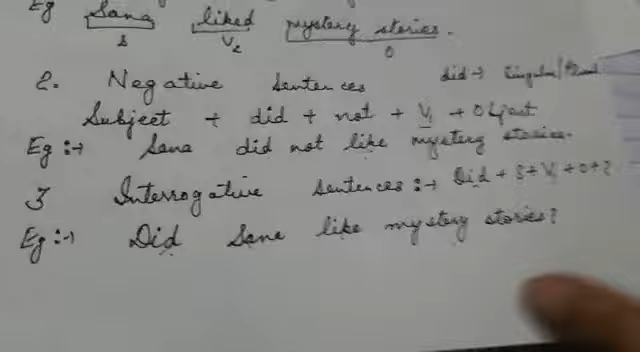 Eg Sana liked mystery stories.
S V2 O
2. Negative Sentences did → Singular/
Subject + did + not + V1 + Object
Eg :→ Sana did not like mystery stories.
3 Interrogative Sentences :→ Did + S + V1 + O + ?
Eg :→ Did Sana like mystery stories?